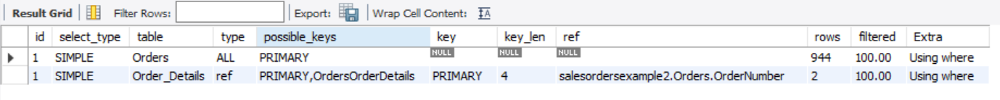 Result Grid Filter Rows: Export: Wrap Cell Content: IA
id select_type table type possible_keys key key_len ref rows filtered Extra
1 SIMPLE Orders ALL PRIMARY NULL NULL NULL 944 100.00 Using where
1 SIMPLE Order_Details ref PRIMARY,OrdersOrderDetails PRIMARY 4 salesordersexample2.Orders.OrderNumber 2 100.00 Using where